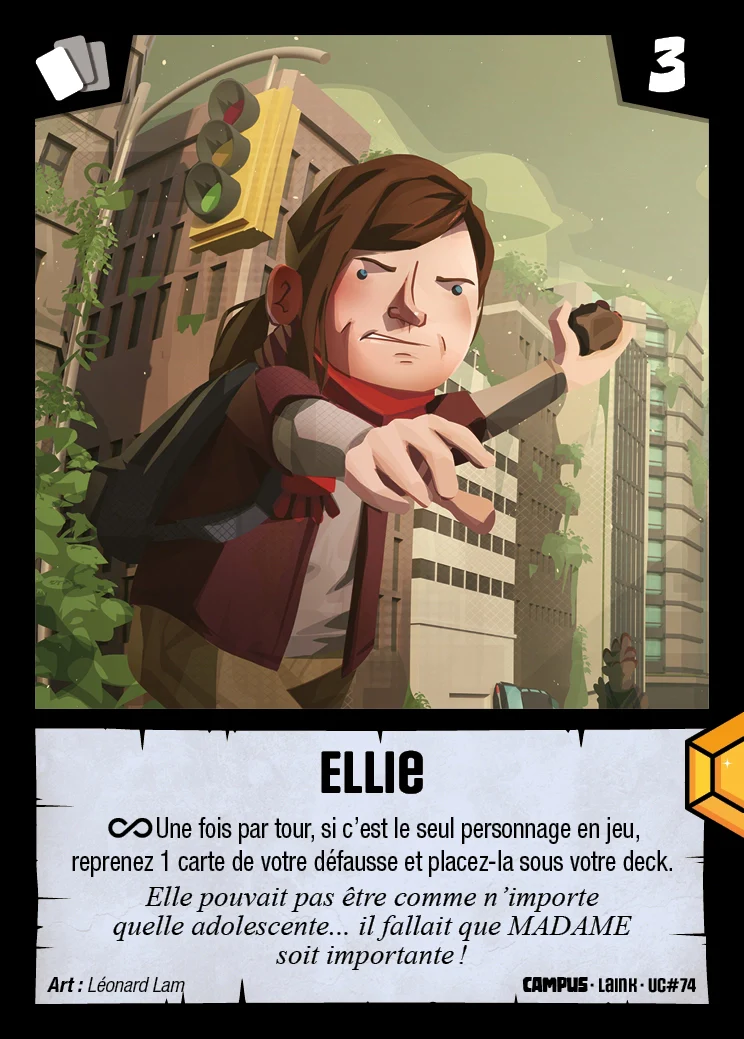 3
ELLIE
∞ Une fois par tour, si c’est le seul personnage en jeu,
reprenez 1 carte de votre défausse et placez-la sous votre deck.
Elle pouvait pas être comme n’importe
quelle adolescente... il fallait que MADAME
soit importante !
Art : Léonard Lam
CAMPUS · LAINK · UC#74